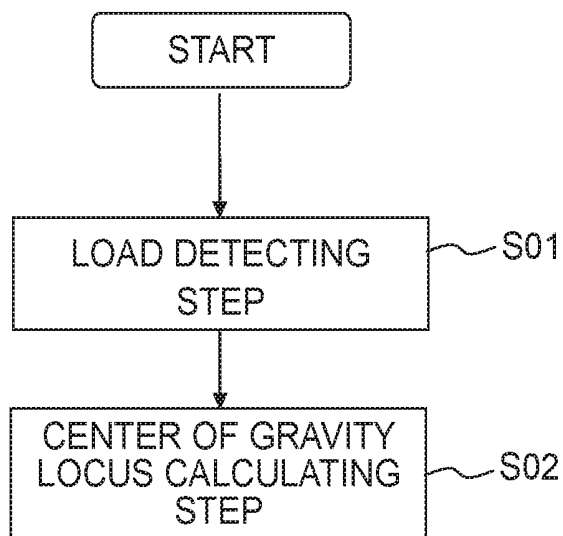 START
LOAD DETECTING
STEP
S01
CENTER OF GRAVITY
LOCUS CALCULATING
STEP
S02